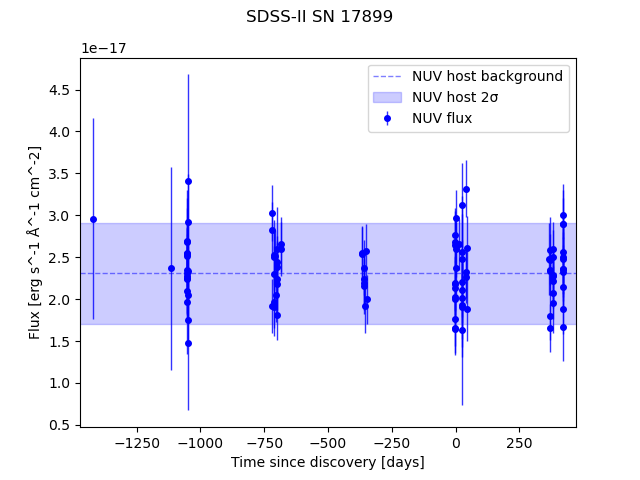 SDSS-II SN 17899
1e−17
NUV host background
NUV host 2σ
NUV flux
4.5
4.0
3.5
3.0
2.5
2.0
1.5
1.0
0.5
Flux [erg s^-1 Å^-1 cm^-2]
−1250 −1000 −750 −500 −250 0 250
Time since discovery [days]